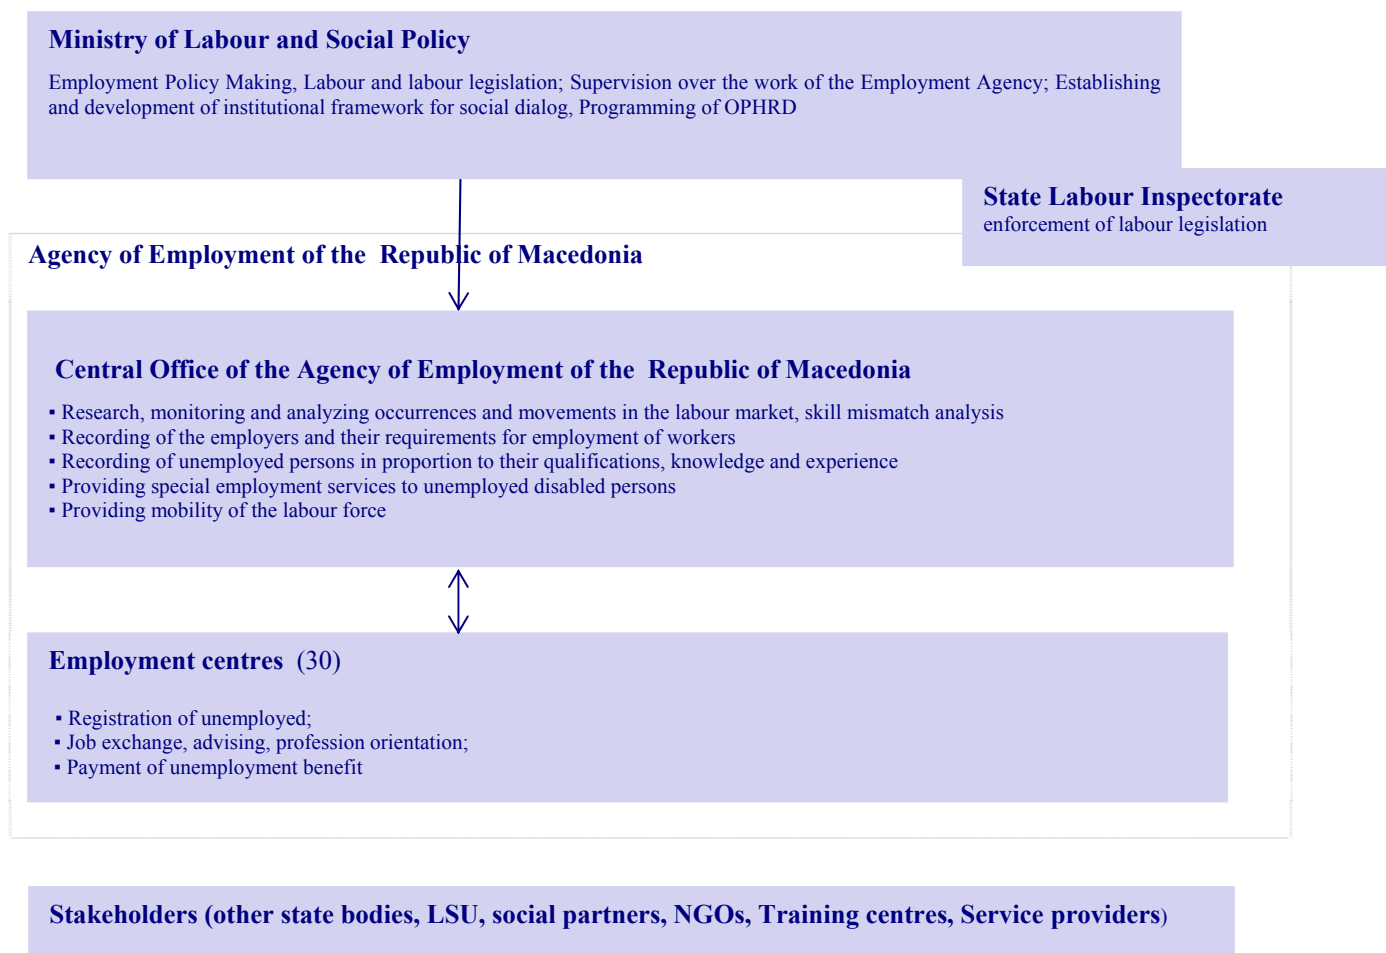 Ministry of Labour and Social Policy
Employment Policy Making, Labour and labour legislation; Supervision over the work of the Employment Agency; Establishing
and development of institutional framework for social dialog, Programming of OPHRD
State Labour Inspectorate
enforcement of labour legislation
Agency of Employment of the Republic of Macedonia
Central Office of the Agency of Employment of the Republic of Macedonia
▪ Research, monitoring and analyzing occurrences and movements in the labour market, skill mismatch analysis
▪ Recording of the employers and their requirements for employment of workers
▪ Recording of unemployed persons in proportion to their qualifications, knowledge and experience
▪ Providing special employment services to unemployed disabled persons
▪ Providing mobility of the labour force
Employment centres (30)
▪ Registration of unemployed;
▪ Job exchange, advising, profession orientation;
▪ Payment of unemployment benefit
Stakeholders (other state bodies, LSU, social partners, NGOs, Training centres, Service providers)